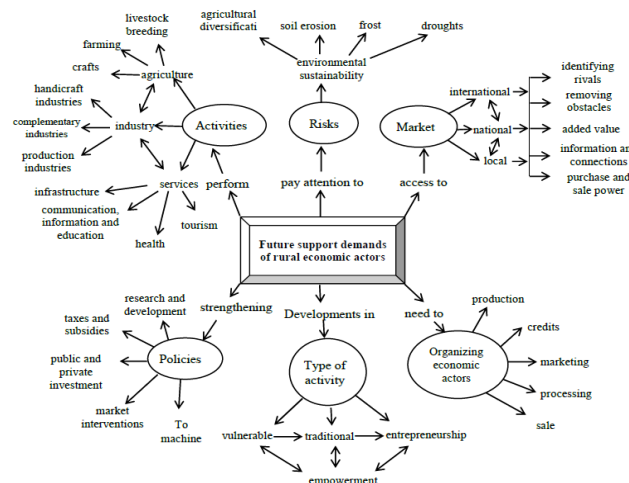 livestock
breeding
farming
crafts
agriculture
handicraft
industries
complementary
industries
production
industries
industry
Activities
infrastructure
services
communication,
information and
education
health
tourism
perform
agricultural
diversificati
soil erosion
frost
droughts
environmental
sustainability
Risks
pay attention to
Market
access to
international
national
local
identifying
rivals
removing
obstacles
added value
information an
connections
purchase and
sale power
Future support demands
of rural economic actors
strengthening
Developments in
need to
research and
development
taxes and
subsidies
public and
private
investment
market
interventions
To
machine
Policies
Type of
activity
vulnerable
traditional
entrepreneurship
empowerment
Organizing
economic
actors
production
credits
marketing
processing
sale